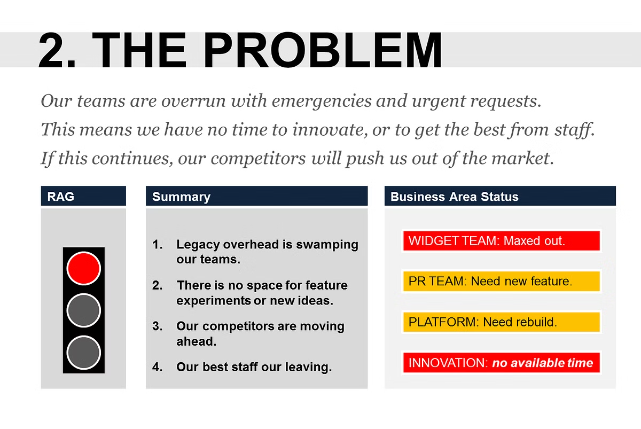 2. THE PROBLEM
Our teams are overrun with emergencies and urgent requests.
This means we have no time to innovate, or to get the best from staff.
If this continues, our competitors will push us out of the market.
RAG
Summary
1. Legacy overhead is swamping
our teams.
2. There is no space for feature
experiments or new ideas.
3. Our competitors are moving
ahead.
4. Our best staff our leaving.
Business Area Status
WIDGET TEAM: Maxed out.
PR TEAM: Need new feature.
PLATFORM: Need rebuild.
INNOVATION: no available time